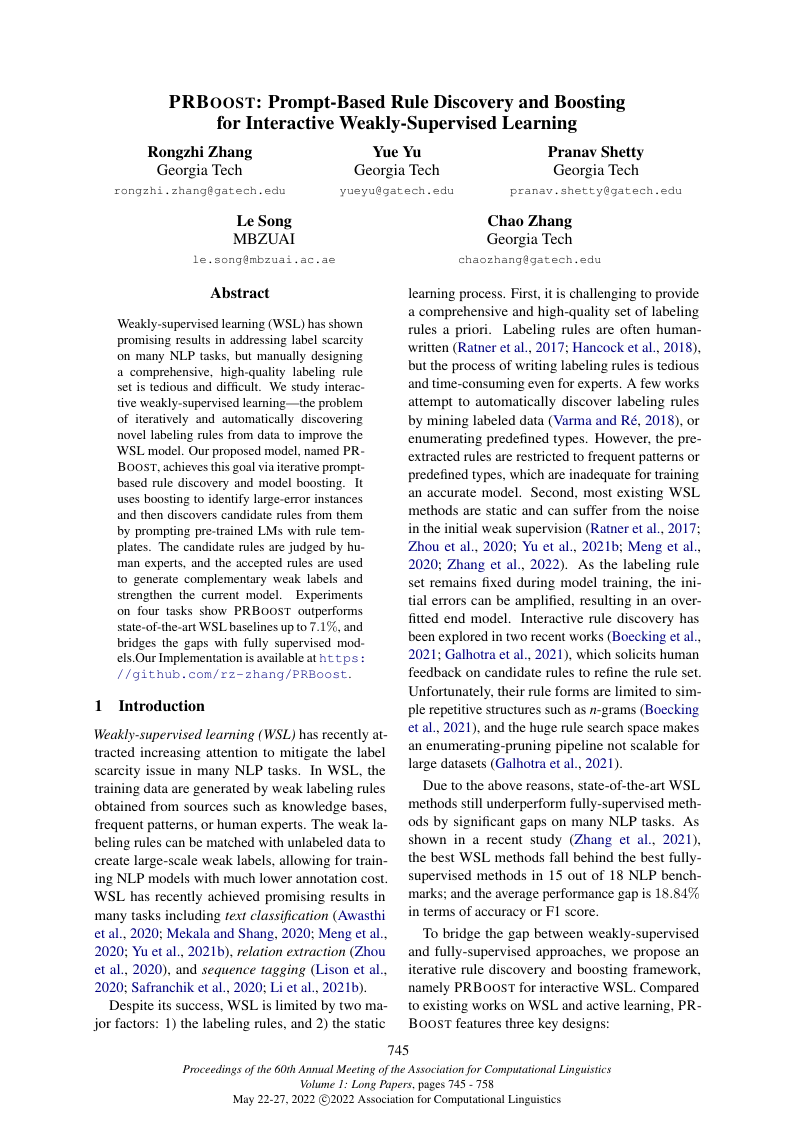 PRBOOST: Prompt-Based Rule Discovery and Boosting
for Interactive Weakly-Supervised Learning
Rongzhi Zhang
Georgia Tech
rongzhi.zhang@gatech.edu
Yue Yu
Georgia Tech
yueyu@gatech.edu
Pranav Shetty
Georgia Tech
pranav.shetty@gatech.edu
Le Song
MBZUAI
le.song@mbzuai.ac.ae
Chao Zhang
Georgia Tech
chaozhang@gatech.edu
Abstract
Weakly-supervised learning (WSL) has shown
promising results in addressing label scarcity
on many NLP tasks, but manually designing
a comprehensive, high-quality labeling rule
set is tedious and difficult. We study interac-
tive weakly-supervised learning—the problem
of iteratively and automatically discovering
novel labeling rules from data to improve the
WSL model. Our proposed model, named PR-
BOOST, achieves this goal via iterative prompt-
based rule discovery and model boosting. It
uses boosting to identify large-error instances
and then discovers candidate rules from them
by prompting pre-trained LMs with rule tem-
plates. The candidate rules are judged by hu-
man experts, and the accepted rules are used
to generate complementary weak labels and
strengthen the current model. Experiments
on four tasks show PRBOOST outperforms
state-of-the-art WSL baselines up to 7.1%, and
bridges the gaps with fully supervised mod-
els.Our Implementation is available at https:
//github.com/rz-zhang/PRBoost.
1 Introduction
Weakly-supervised learning (WSL) has recently at-
tracted increasing attention to mitigate the label
scarcity issue in many NLP tasks. In WSL, the
training data are generated by weak labeling rules
obtained from sources such as knowledge bases,
frequent patterns, or human experts. The weak la-
beling rules can be matched with unlabeled data to
create large-scale weak labels, allowing for train-
ing NLP models with much lower annotation cost.
WSL has recently achieved promising results in
many tasks including text classification (Awasthi
et al., 2020; Mekala and Shang, 2020; Meng et al.,
2020; Yu et al., 2021b), relation extraction (Zhou
et al., 2020), and sequence tagging (Lison et al.,
2020; Safranchik et al., 2020; Li et al., 2021b).
Despite its success, WSL is limited by two ma-
jor factors: 1) the labeling rules, and 2) the static
learning process. First, it is challenging to provide
a comprehensive and high-quality set of labeling
rules a priori. Labeling rules are often human-
written (Ratner et al., 2017; Hancock et al., 2018),
but the process of writing labeling rules is tedious
and time-consuming even for experts. A few works
attempt to automatically discover labeling rules
by mining labeled data (Varma and Ré, 2018), or
enumerating predefined types. However, the pre-
extracted rules are restricted to frequent patterns or
predefined types, which are inadequate for training
an accurate model. Second, most existing WSL
methods are static and can suffer from the noise
in the initial weak supervision (Ratner et al., 2017;
Zhou et al., 2020; Yu et al., 2021b; Meng et al.,
2020; Zhang et al., 2022). As the labeling rule
set remains fixed during model training, the ini-
tial errors can be amplified, resulting in an over-
fitted end model. Interactive rule discovery has
been explored in two recent works (Boecking et al.,
2021; Galhotra et al., 2021), which solicits human
feedback on candidate rules to refine the rule set.
Unfortunately, their rule forms are limited to sim-
ple repetitive structures such as n-grams (Boecking
et al., 2021), and the huge rule search space makes
an enumerating-pruning pipeline not scalable for
large datasets (Galhotra et al., 2021).
Due to the above reasons, state-of-the-art WSL
methods still underperform fully-supervised meth-
ods by significant gaps on many NLP tasks. As
shown in a recent study (Zhang et al., 2021),
the best WSL methods fall behind the best fully-
supervised methods in 15 out of 18 NLP bench-
marks; and the average performance gap is 18.84%
in terms of accuracy or F1 score.
To bridge the gap between weakly-supervised
and fully-supervised approaches, we propose an
iterative rule discovery and boosting framework,
namely PRBOOST for interactive WSL. Compared
to existing works on WSL and active learning, PR-
BOOST features three key designs:
745
Proceedings of the 60th Annual Meeting of the Association for Computational Linguistics
Volume 1: Long Papers, pages 745 - 758
May 22-27, 2022 ©2022 Association for Computational Linguistics